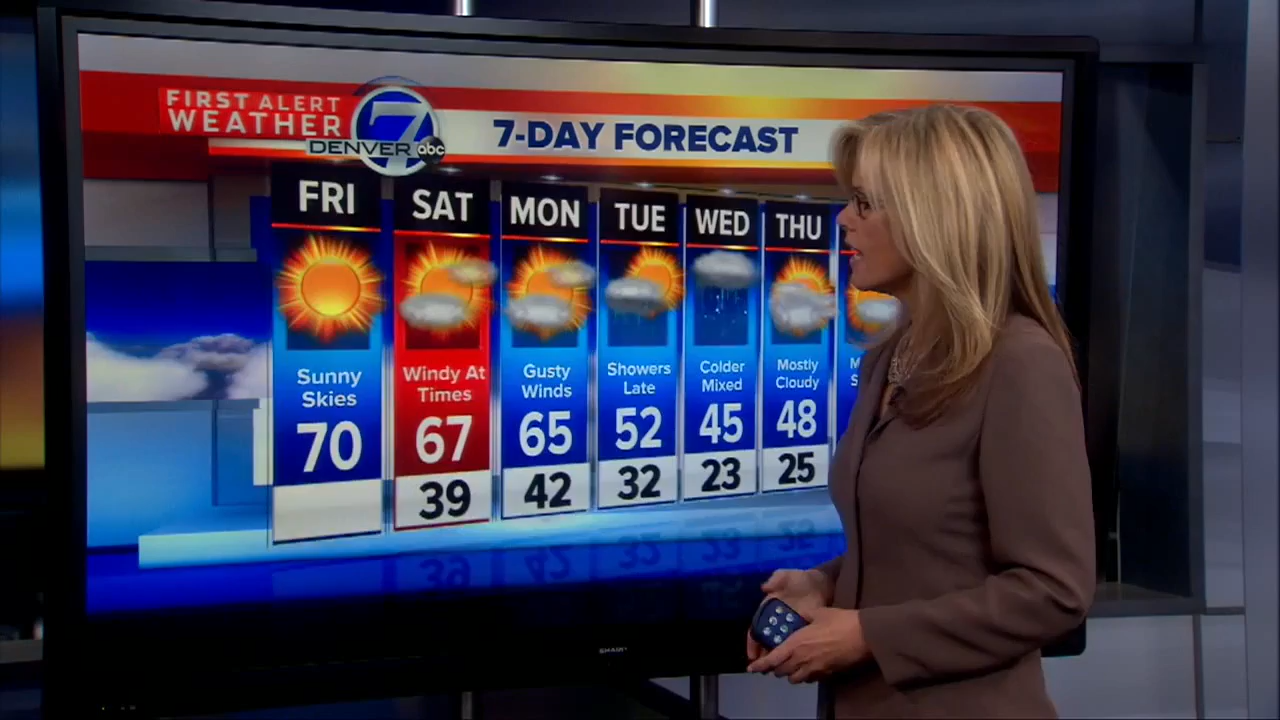 FIRST ALERT
WEATHER
7
DENVER abc
7-DAY FORECAST
FRI
SAT
MON
TUE
WED
THU
Sunny
Skies
Windy At
Times
Gusty
Winds
Showers
Late
Colder
Mixed
Mostly
Cloudy
M
S
70
67
65
52
45
48
39
42
32
23
25
SHARP